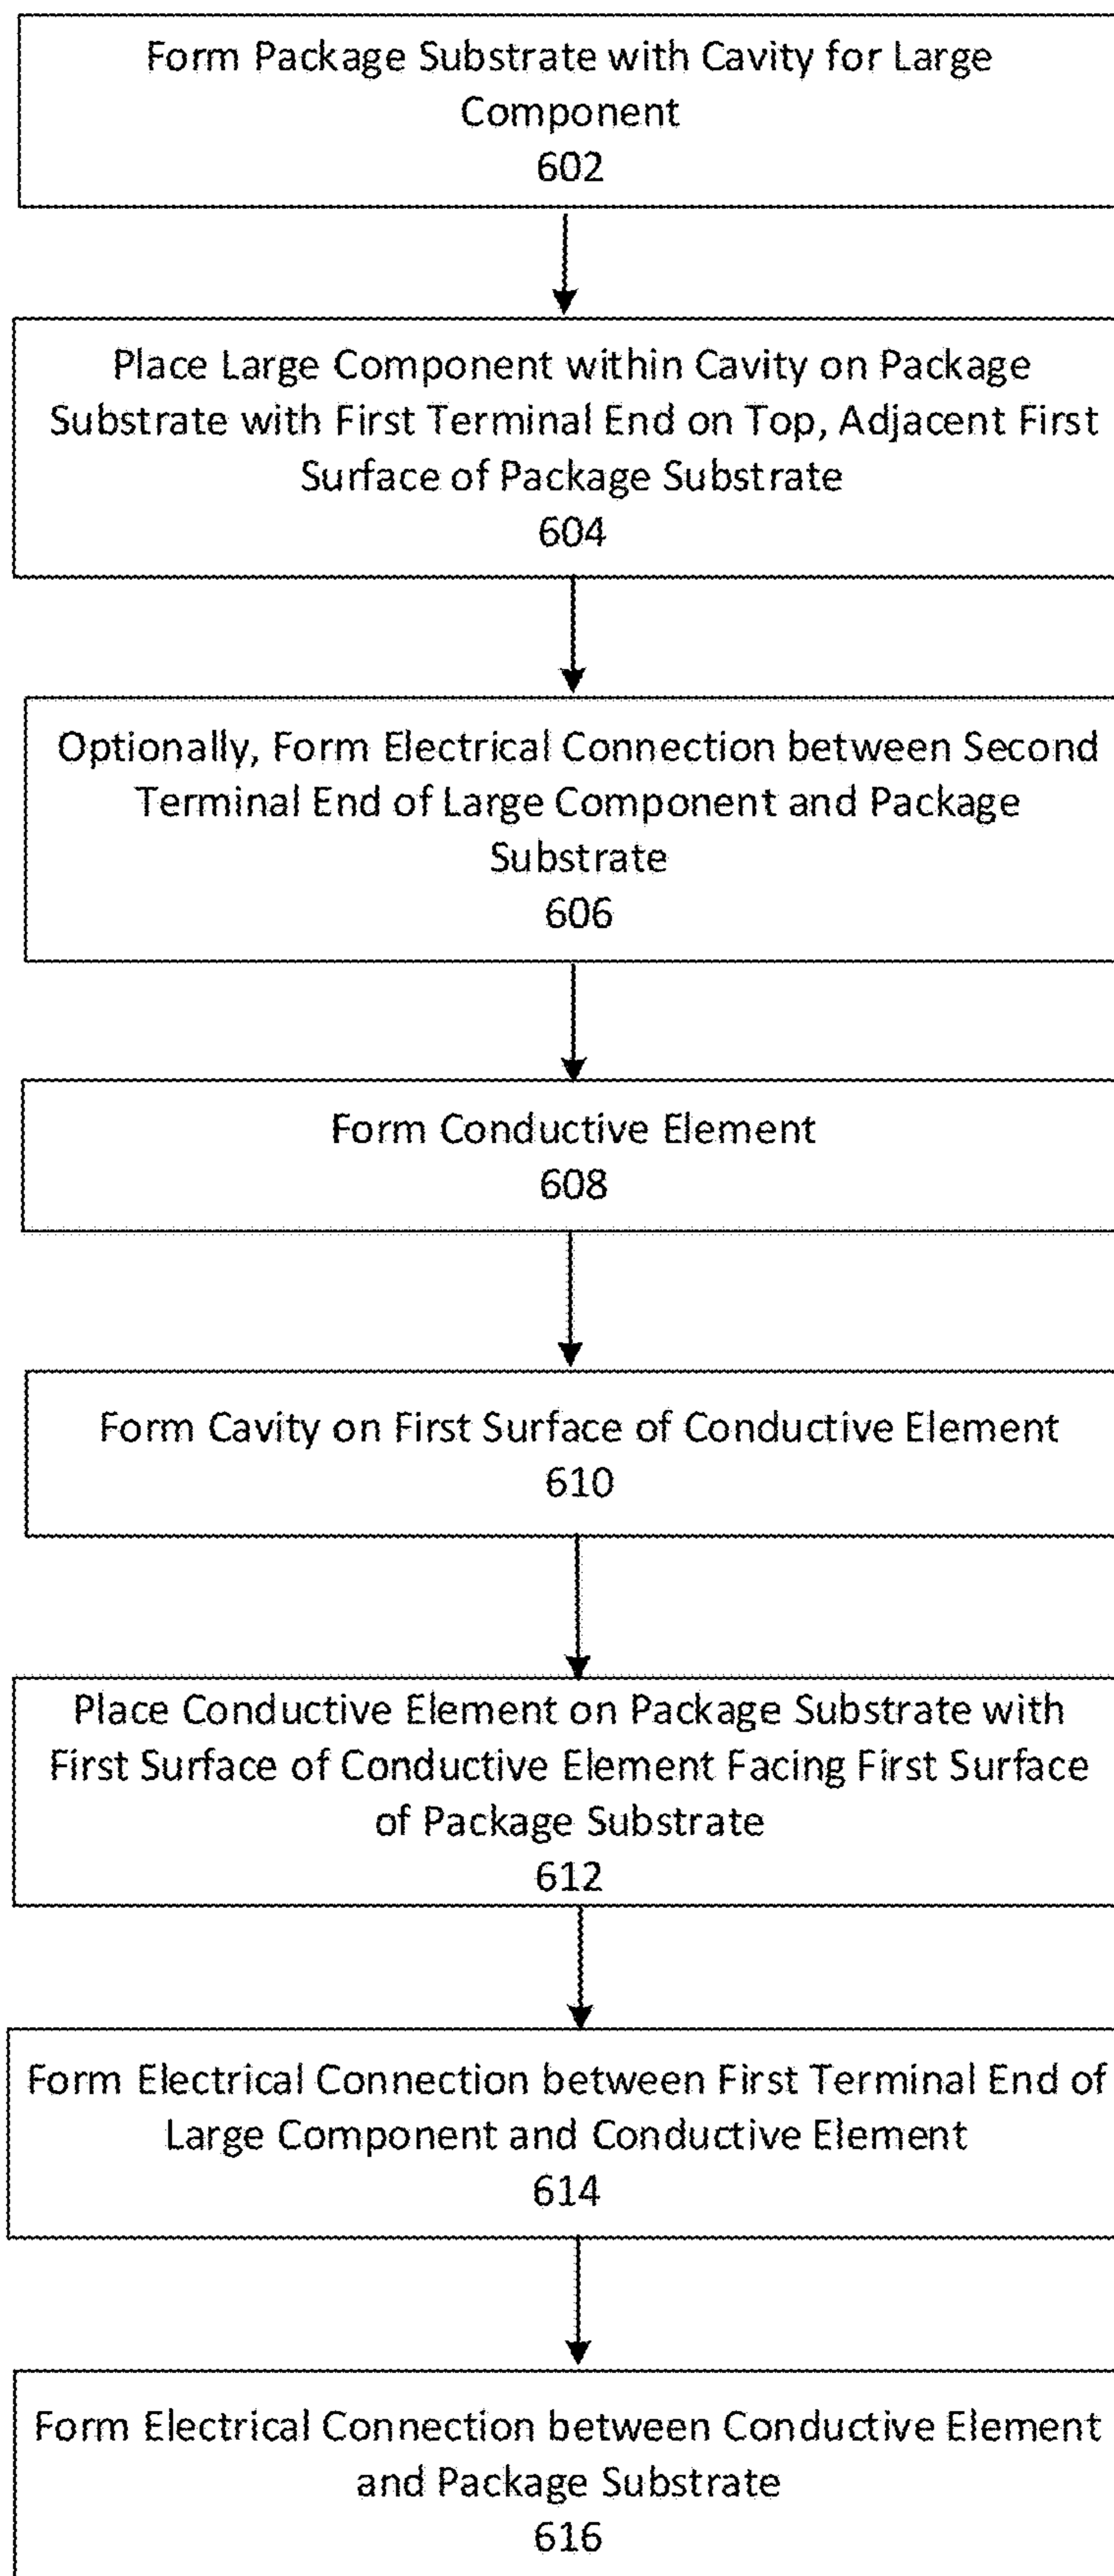 Form Package Substrate with Cavity for Large
Component
602
Place Large Component within Cavity on Package
Substrate with First Terminal End on Top, Adjacent First
Surface of Package Substrate
604
Optionally, Form Electrical Connection between Second
Terminal End of Large Component and Package
Substrate
606
Form Conductive Element
608
Form Cavity on First Surface of Conductive Element
610
Place Conductive Element on Package Substrate with
First Surface of Conductive Element Facing First Surface
of Package Substrate
612
Form Electrical Connection between First Terminal End of
Large Component and Conductive Element
614
Form Electrical Connection between Conductive Element
and Package Substrate
616